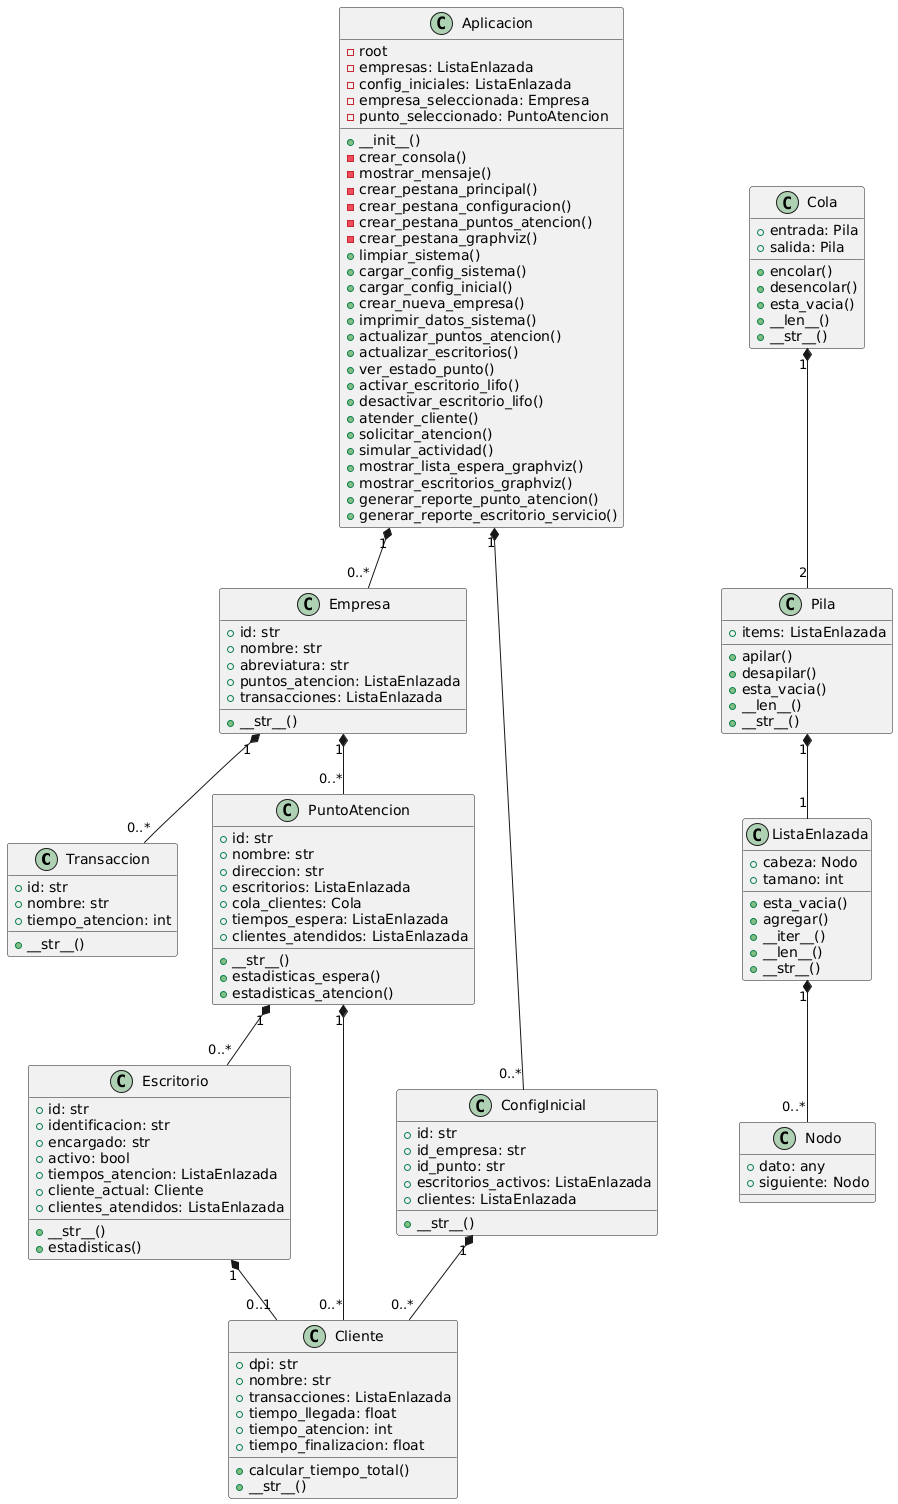 C Aplicacion
root
empresas: ListaEnlazada
config_iniciales: ListaEnlazada
empresa_seleccionada: Empresa
punto_seleccionado: PuntoAtencion
__init__()
crear_consola()
mostrar_mensaje()
crear_pestana_principal()
crear_pestana_configuracion()
crear_pestana_puntos_atencion()
crear_pestana_graphviz()
limpiar_sistema()
cargar_config_sistema()
cargar_config_inicial()
crear_nueva_empresa()
imprimir_datos_sistema()
actualizar_puntos_atencion()
actualizar_escritorios()
ver_estado_punto()
activar_escritorio_lifo()
desactivar_escritorio_lifo()
atender_cliente()
solicitar_atencion()
simular_actividad()
mostrar_lista_espera_graphviz()
mostrar_escritorios_graphviz()
generar_reporte_punto_atencion()
generar_reporte_escritorio_servicio()
C Cola
entrada: Pila
salida: Pila
encolar()
desencolar()
esta_vacia()
__len__()
__str__()
1
1
1
0..*
2
C Empresa
id: str
nombre: str
abreviatura: str
puntos_atencion: ListaEnlazada
transacciones: ListaEnlazada
__str__()
C Pila
items: ListaEnlazada
apilar()
desapilar()
esta_vacia()
__len__()
__str__()
1
1
1
0..*
0..*
1
C Transaccion
id: str
nombre: str
tiempo_atencion: int
__str__()
C PuntoAtencion
id: str
nombre: str
direccion: str
escritorios: ListaEnlazada
cola_clientes: Cola
tiempos_espera: ListaEnlazada
clientes_atendidos: ListaEnlazada
__str__()
estadisticas_espera()
estadisticas_atencion()
C ListaEnlazada
cabeza: Nodo
tamano: int
esta_vacia()
agregar()
__iter__()
__len__()
__str__()
1
1
1
0..*
0..*
0..*
C Escritorio
id: str
identificacion: str
encargado: str
activo: bool
tiempos_atencion: ListaEnlazada
cliente_actual: Cliente
clientes_atendidos: ListaEnlazada
__str__()
estadisticas()
C ConfigInicial
id: str
id_empresa: str
id_punto: str
escritorios_activos: ListaEnlazada
clientes: ListaEnlazada
__str__()
C Nodo
dato: any
siguiente: Nodo
1
1
0..1
0..*
0..*
C Cliente
dpi: str
nombre: str
transacciones: ListaEnlazada
tiempo_llegada: float
tiempo_atencion: int
tiempo_finalizacion: float
calcular_tiempo_total()
__str__()